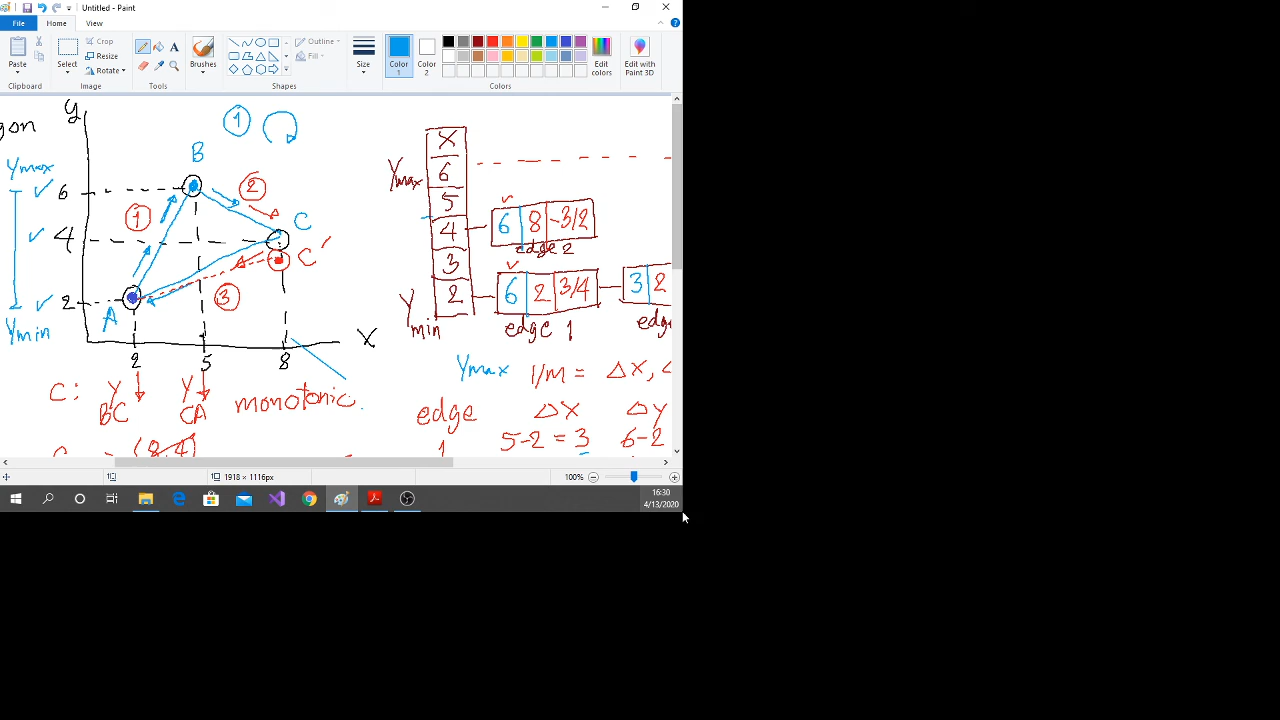 Untitled - Paint
File Home View
Paste
Select
Crop
Resize
Rotate
Brushes
Outline
Fill
Size
Color 1
Color 2
Edit colors
Edit with Paint 3D
Clipboard Image Tools Shapes Colors
gon
y
1
Ymax
6
4
2
Ymin
B
2
1
C
C'
3
A
2 5 8
X
C: Y Y monotonic
BC CA
(8,4)
X
Ymax 6
5
4 6 8 -3/2
edge 2
3
2 6 2 3/4 3 2
Ymin edge 1
Ymax 1/M = ΔX,
edge ΔX ΔY
1 5-2 = 3 6-2
100%
1918 × 1116px
16:30
4/13/2020